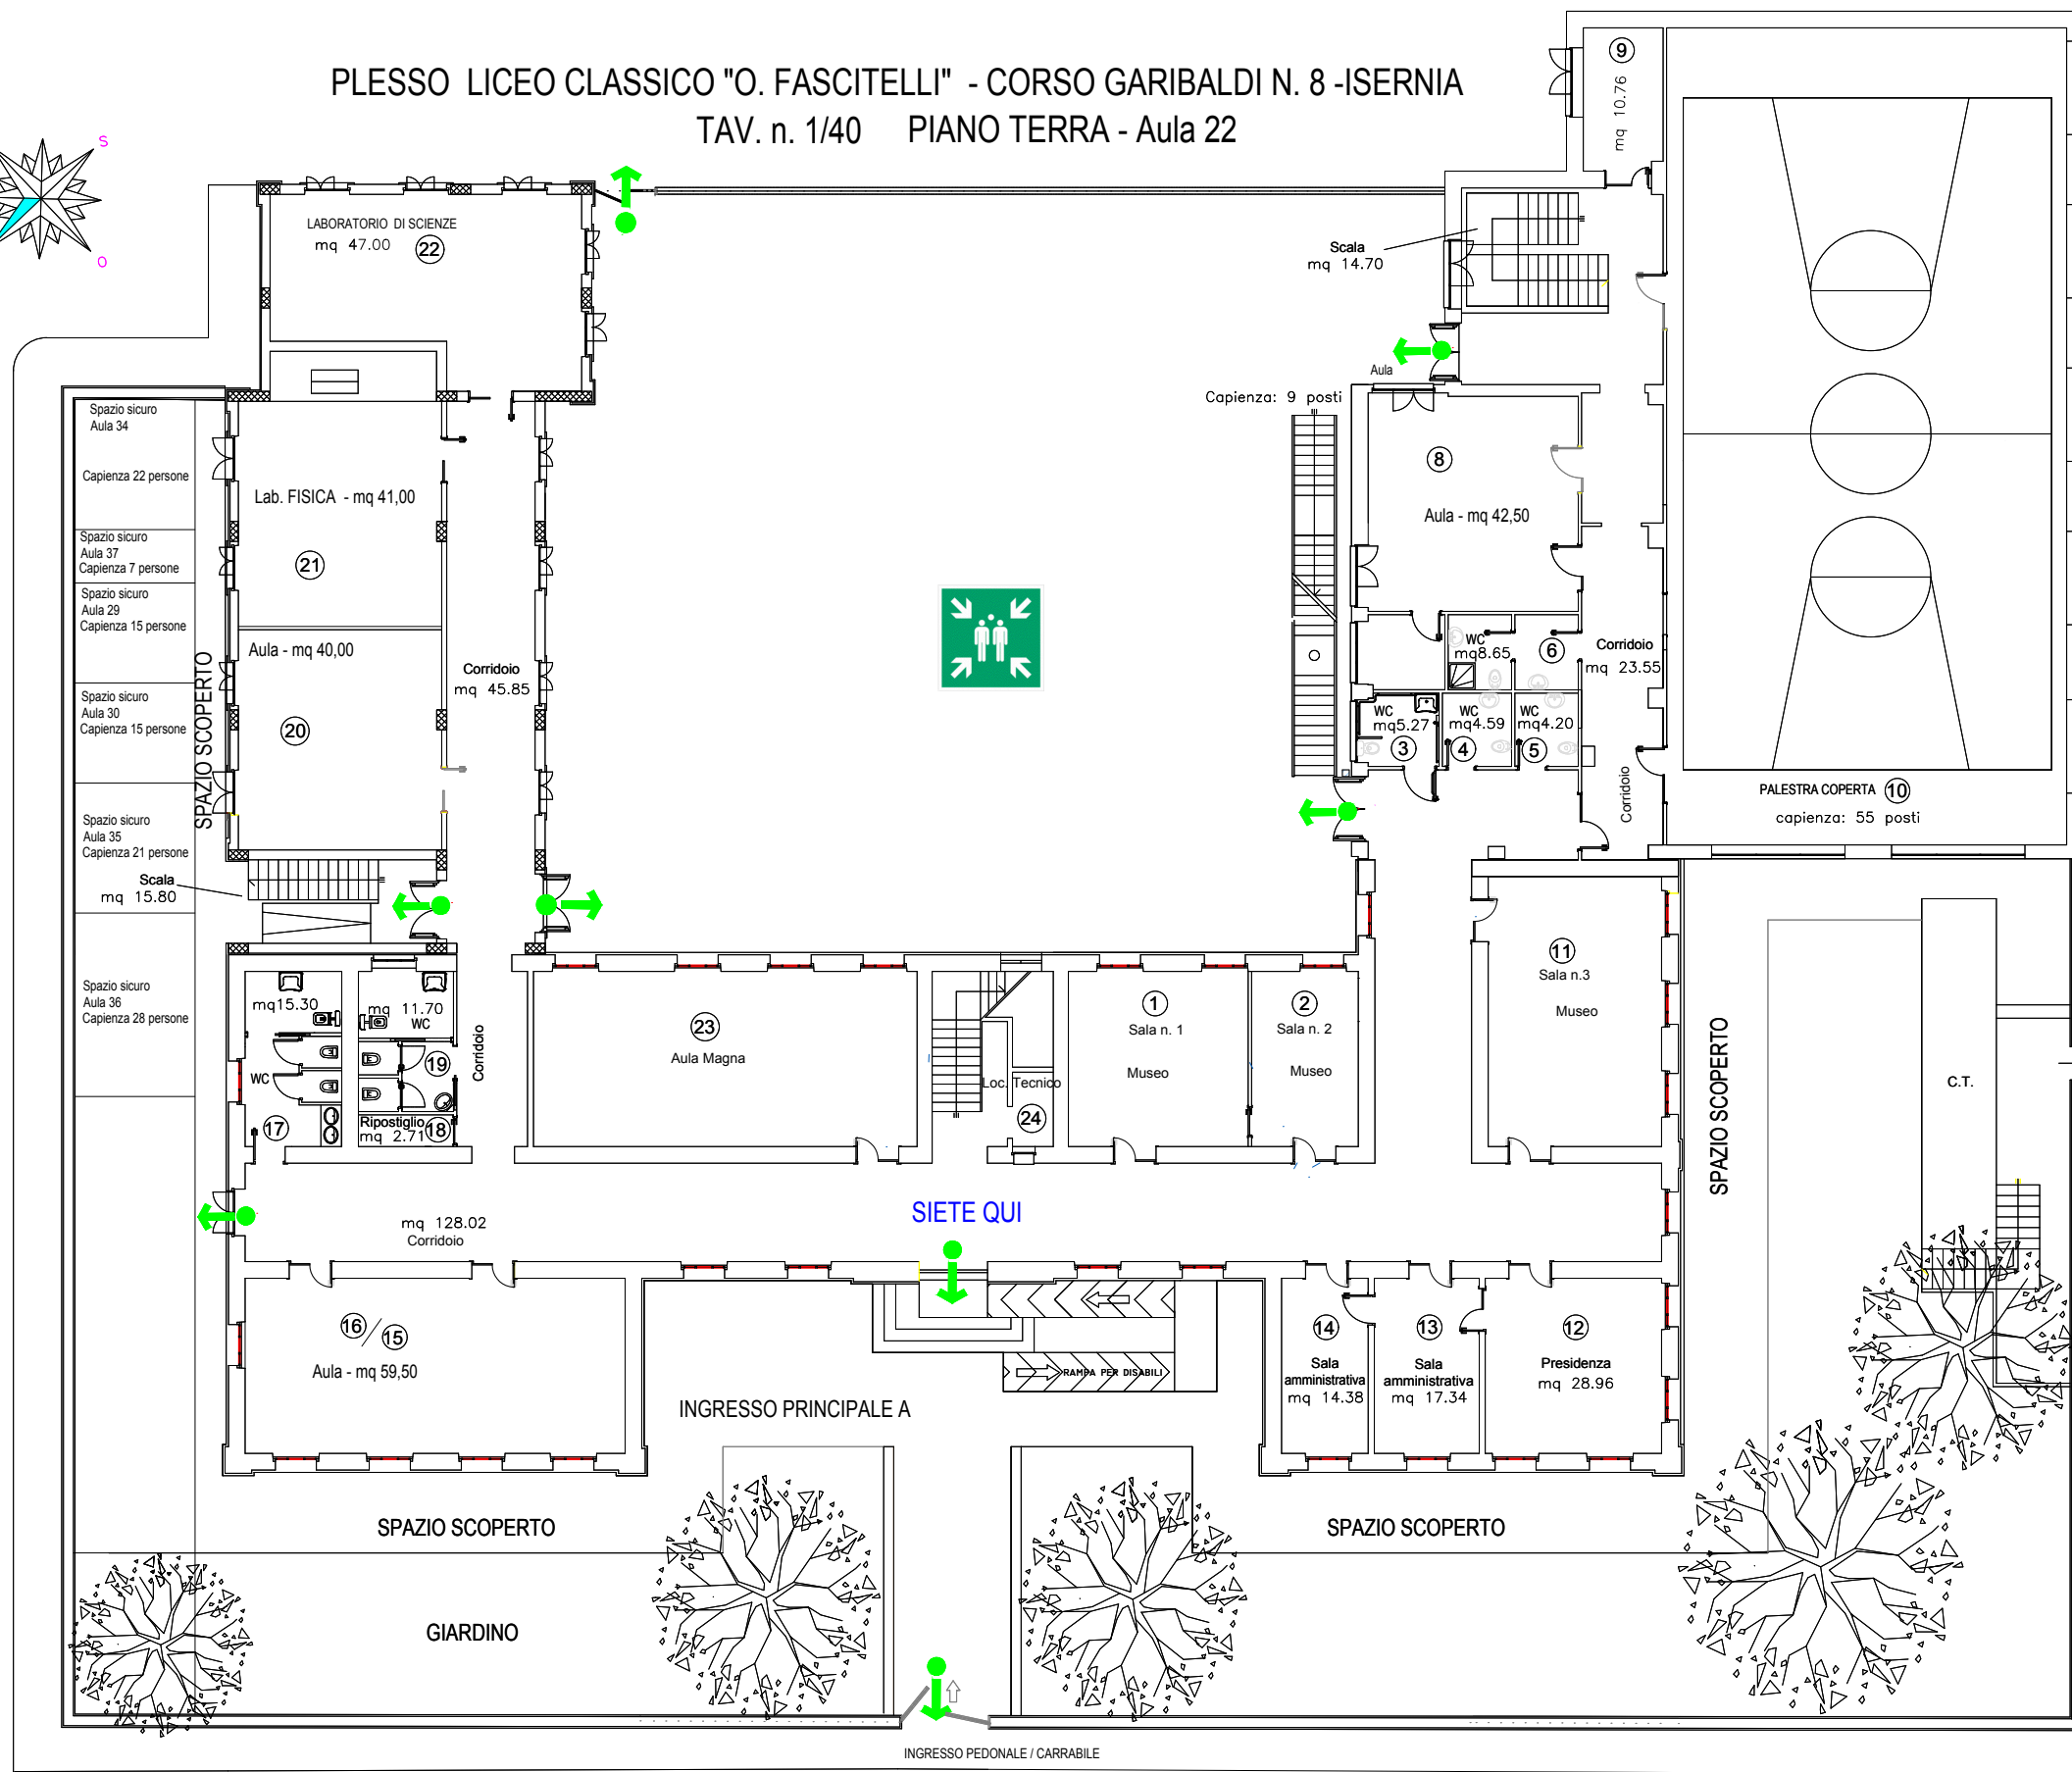 PLESSO LICEO CLASSICO "O. FASCITELLI" - CORSO GARIBALDI N. 8 -ISERNIA
TAV. n. 1/40 PIANO TERRA - Aula 22
S
O
9
mq 10.76
LABORATORIO DI SCIENZE
mq 47.00
22
Scala
mq 14.70
Aula
Capienza: 9 posti
Spazio sicuro
Aula 34
Capienza 22 persone
Spazio sicuro
Aula 37
Capienza 7 persone
Spazio sicuro
Aula 29
Capienza 15 persone
Spazio sicuro
Aula 30
Capienza 15 persone
Spazio sicuro
Aula 35
Capienza 21 persone
Spazio sicuro
Aula 36
Capienza 28 persone
SPAZIO SCOPERTO
Lab. FISICA - mq 41,00
21
Aula - mq 40,00
20
Corridoio
mq 45.85
Scala
mq 15.80
8
Aula - mq 42,50
WC
mq8.65
6
Corridoio
mq 23.55
WC
mq5.27
3
WC
mq4.59
4
WC
mq4.20
5
Corridoio
PALESTRA COPERTA 10
capienza: 55 posti
mq15.30
WC
17
mq 11.70
WC
19
Ripostiglio
mq 2.71
18
Corridoio
23
Aula Magna
Loc. Tecnico
24
1
Sala n. 1
Museo
2
Sala n. 2
Museo
11
Sala n.3
Museo
SPAZIO SCOPERTO
C.T.
SIETE QUI
mq 128.02
Corridoio
16/15
Aula - mq 59,50
RAMPA PER DISABILI
INGRESSO PRINCIPALE A
14
Sala
amministrativa
mq 14.38
13
Sala
amministrativa
mq 17.34
12
Presidenza
mq 28.96
SPAZIO SCOPERTO
SPAZIO SCOPERTO
GIARDINO
INGRESSO PEDONALE / CARRABILE